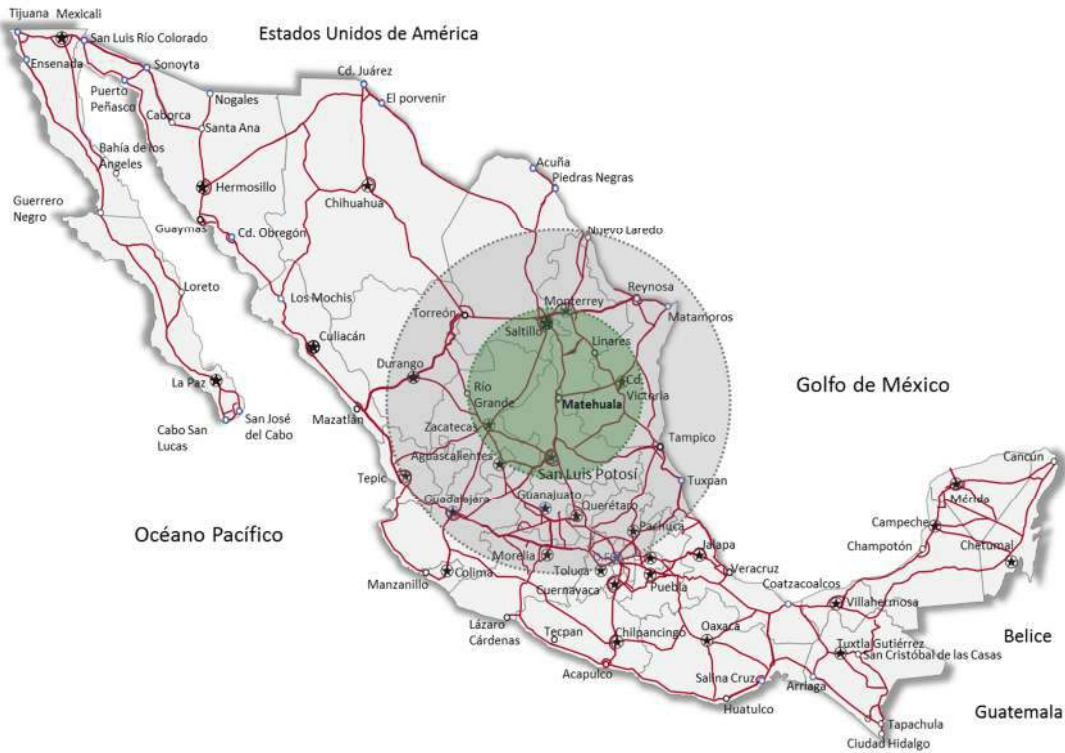 Tijuana
Mexicali
San Luis Río Colorado
Estados Unidos de América
Ensenada
Sonoyta
Cd. Juárez
Puerto
Peñasco
Nogales
El porvenir
Caborca
Santa Ana
Bahía de los
Ángeles
Acuña
Piedras Negras
Hermosillo
Chihuahua
Guerrero
Negro
Guaymas
Cd. Obregón
Nuevo Laredo
Loreto
Los Mochis
Torreón
Monterrey
Reynosa
Matamoros
Saltillo
Culiacán
Linares
Durango
La Paz
Río
Grande
Cd.
Victoria
Matehuala
Golfo de México
Cabo San
Lucas
San José
del Cabo
Mazatlán
Zacatecas
Tampico
Aguascalientes
San Luis Potosí
Cancún
Tepic
Tuxpan
Guadalajara
Guanajuato
Querétaro
Mérida
Océano Pacífico
Pachuca
Campeche
Morelia
Jalapa
Champotón
Chetumal
Manzanillo
Colima
Toluca
Veracruz
Cuernavaca
Puebla
Coatzacoalcos
Villahermosa
Lázaro
Cárdenas
Tecpan
Chilpancingo
Oaxaca
Belice
Tuxtla Gutiérrez
San Cristóbal de las Casas
Acapulco
Salina Cruz
Arriaga
Huatulco
Guatemala
Tapachula
Ciudad Hidalgo